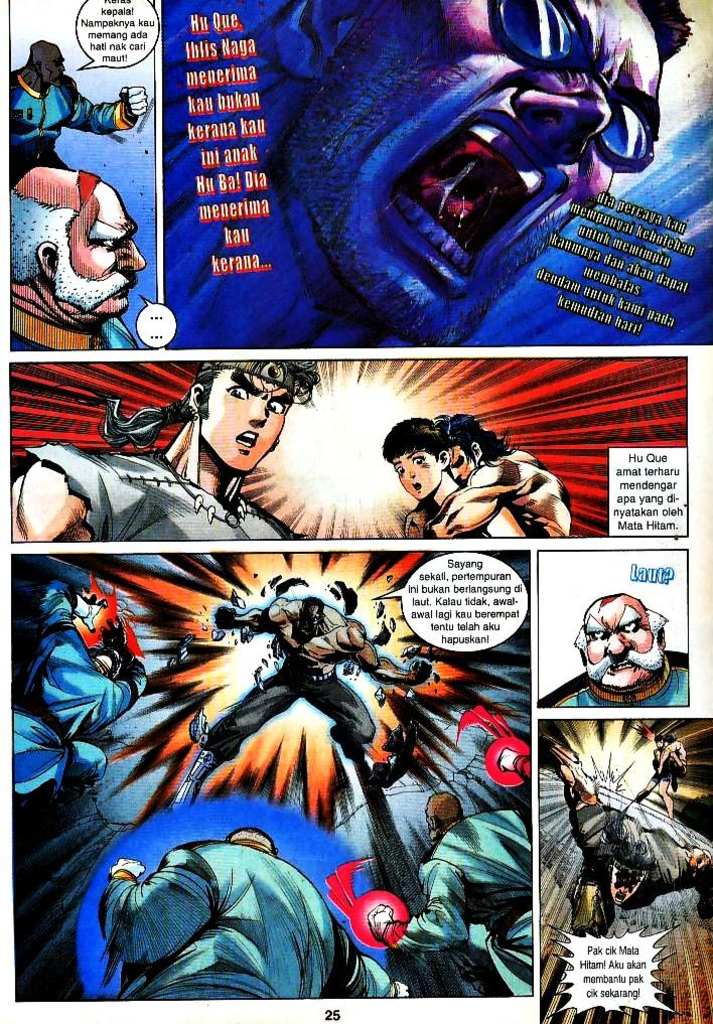 keras
kepala!
Nampaknya kau
memang ada
hati nak cari
maut!
Hu Que,
Iblis Naga
menerima
kau bukan
kerana kau
ini anak
Hu Ba! Dia
menerima
kau
kerana...
dia percaya kau
mempunyai kebolehan
untuk memimpin
kaumnya dan akan dapat
membalas
dendam untuk kami pada
kemudian hari!
...
...
Hu Que
amat terharu
mendengar
apa yang di-
nyatakan oleh
Mata Hitam.
Sayang
sekali, pertempuran
ini bukan berlangsung di
laut. Kalau tidak, awal-
awal lagi kau berempat
tentu telah aku
hapuskan!
Laut?
Pak cik Mata
Hitam! Aku akan
membantu pak
cik sekarang!
25